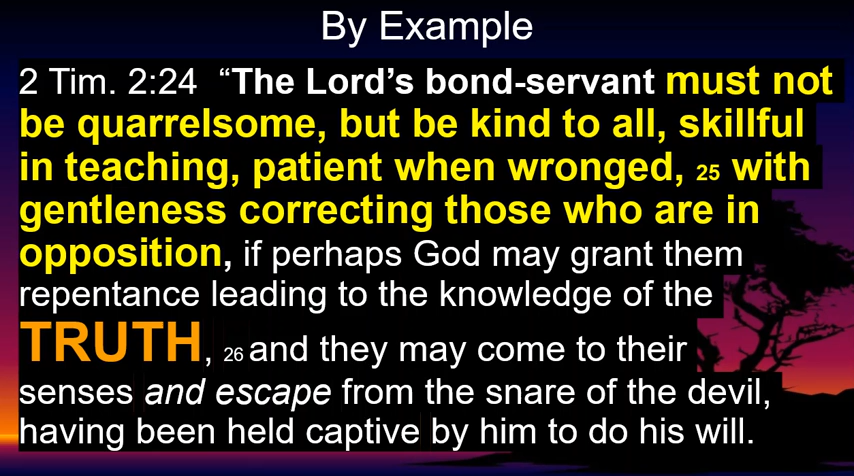 By Example
2 Tim. 2:24 “The Lord’s bond-servant must not
be quarrelsome, but be kind to all, skillful
in teaching, patient when wronged, 25 with
gentleness correcting those who are in
opposition, if perhaps God may grant them
repentance leading to the knowledge of the
TRUTH, 26 and they may come to their
senses and escape from the snare of the devil,
having been held captive by him to do his will.